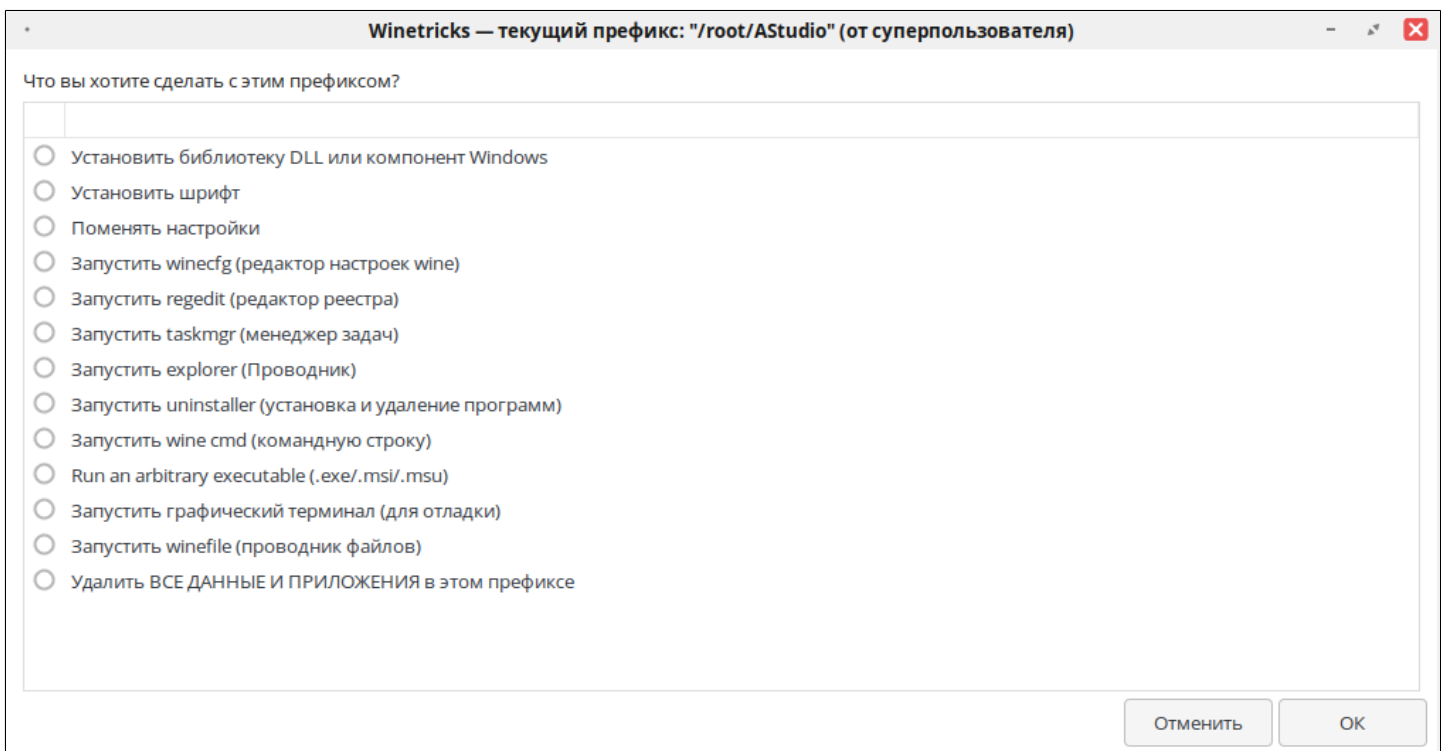 Winetricks — текущий префикс: "/root/AStudio" (от суперпользователя)
Что вы хотите сделать с этим префиксом?
Установить библиотеку DLL или компонент Windows
Установить шрифт
Поменять настройки
Запустить winecfg (редактор настроек wine)
Запустить regedit (редактор реестра)
Запустить taskmgr (менеджер задач)
Запустить explorer (Проводник)
Запустить uninstaller (установка и удаление программ)
Запустить wine cmd (командную строку)
Run an arbitrary executable (.exe/.msi/.msu)
Запустить графический терминал (для отладки)
Запустить winefile (проводник файлов)
Удалить ВСЕ ДАННЫЕ И ПРИЛОЖЕНИЯ в этом префиксе
Отменить
ОК